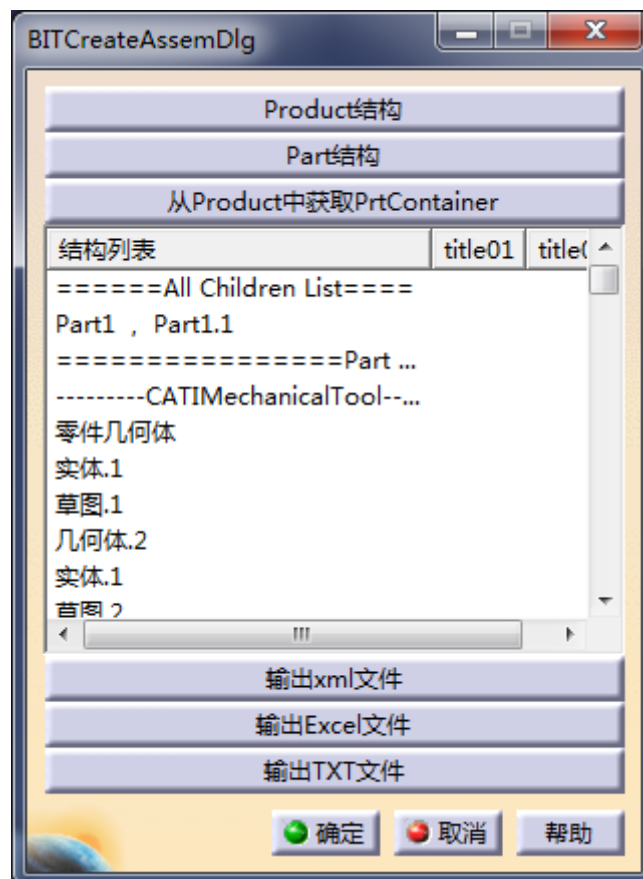 BITCreateAssemDlg
Product结构
Part结构
从Product中获取PrtContainer
结构列表 title01 title(
======All Children List====
Part1 , Part1.1
================Part ...
---------CATIMechanicalTool--...
零件几何体
实体.1
草图.1
几何体.2
实体.1
草图.2
输出xml文件
输出Excel文件
输出TXT文件
确定 取消 帮助